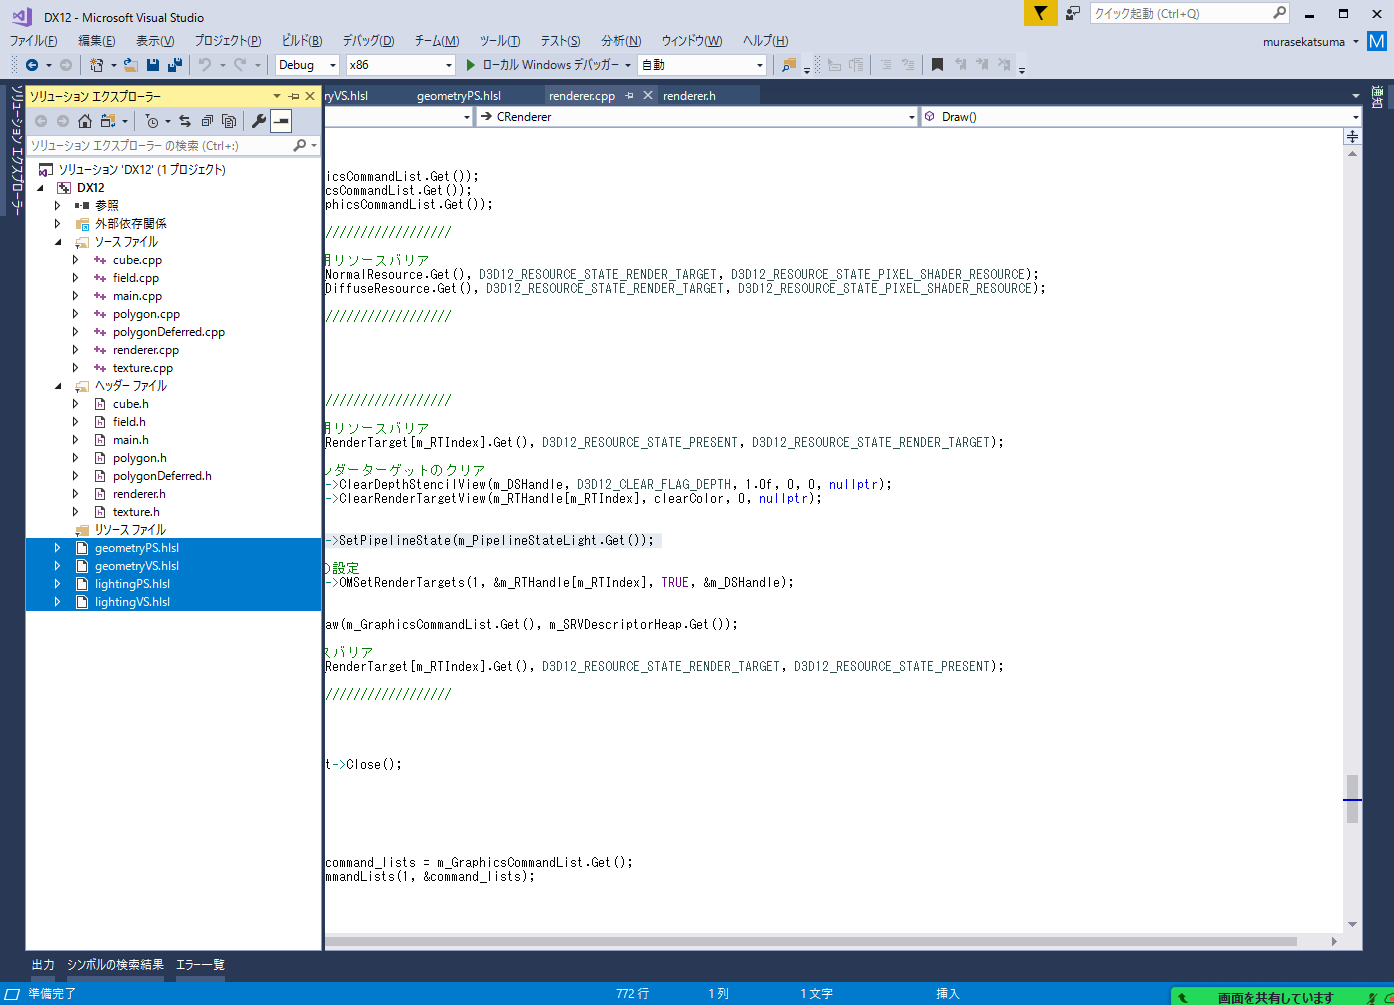 DX12 - Microsoft Visual Studio
クイック起動 (Ctrl+Q)
ファイル(F) 編集(E) 表示(V) プロジェクト(P) ビルド(B) デバッグ(D) チーム(M) ツール(T) テスト(S) 分析(N) ウィンドウ(W) ヘルプ(H)
murasekatsuma M
Debug x86 ローカル Windows デバッガー 自動
ソリューション エクスプローラー
ソリューション エクスプローラー
ryVS.hlsl geometryPS.hlsl renderer.cpp renderer.h
通知
CRenderer Draw()
ソリューション エクスプローラー の検索 (Ctrl+:)
ソリューション 'DX12' (1 プロジェクト)
DX12
参照
外部依存関係
ソース ファイル
cube.cpp
field.cpp
main.cpp
polygon.cpp
polygonDeferred.cpp
renderer.cpp
texture.cpp
ヘッダー ファイル
cube.h
field.h
main.h
polygon.h
polygonDeferred.h
renderer.h
texture.h
リソース ファイル
geometryPS.hlsl
geometryVS.hlsl
lightingPS.hlsl
lightingVS.hlsl
icsCommandList.Get());
csCommandList.Get());
phicsCommandList.Get());
//////////////////
用リソースバリア
NormalResource.Get(), D3D12_RESOURCE_STATE_RENDER_TARGET, D3D12_RESOURCE_STATE_PIXEL_SHADER_RESOURCE);
DiffuseResource.Get(), D3D12_RESOURCE_STATE_RENDER_TARGET, D3D12_RESOURCE_STATE_PIXEL_SHADER_RESOURCE);
//////////////////
//////////////////
用リソースバリア
RenderTarget[m_RTIndex].Get(), D3D12_RESOURCE_STATE_PRESENT, D3D12_RESOURCE_STATE_RENDER_TARGET);
ンダーターゲットのクリア
->ClearDepthStencilView(m_DSHandle, D3D12_CLEAR_FLAG_DEPTH, 1.0f, 0, 0, nullptr);
->ClearRenderTargetView(m_RTHandle[m_RTIndex], clearColor, 0, nullptr);
->SetPipelineState(m_PipelineStateLight.Get());
の設定
->OMSetRenderTargets(1, &m_RTHandle[m_RTIndex], TRUE, &m_DSHandle);
aw(m_GraphicsCommandList.Get(), m_SRVDescriptorHeap.Get());
スバリア
RenderTarget[m_RTIndex].Get(), D3D12_RESOURCE_STATE_RENDER_TARGET, D3D12_RESOURCE_STATE_PRESENT);
//////////////////
t->Close();
command_lists = m_GraphicsCommandList.Get();
mmandLists(1, &command_lists);
出力 シンボルの検索結果 エラー一覧
準備完了 772 行 1 列 1 文字 挿入
画面を共有しています